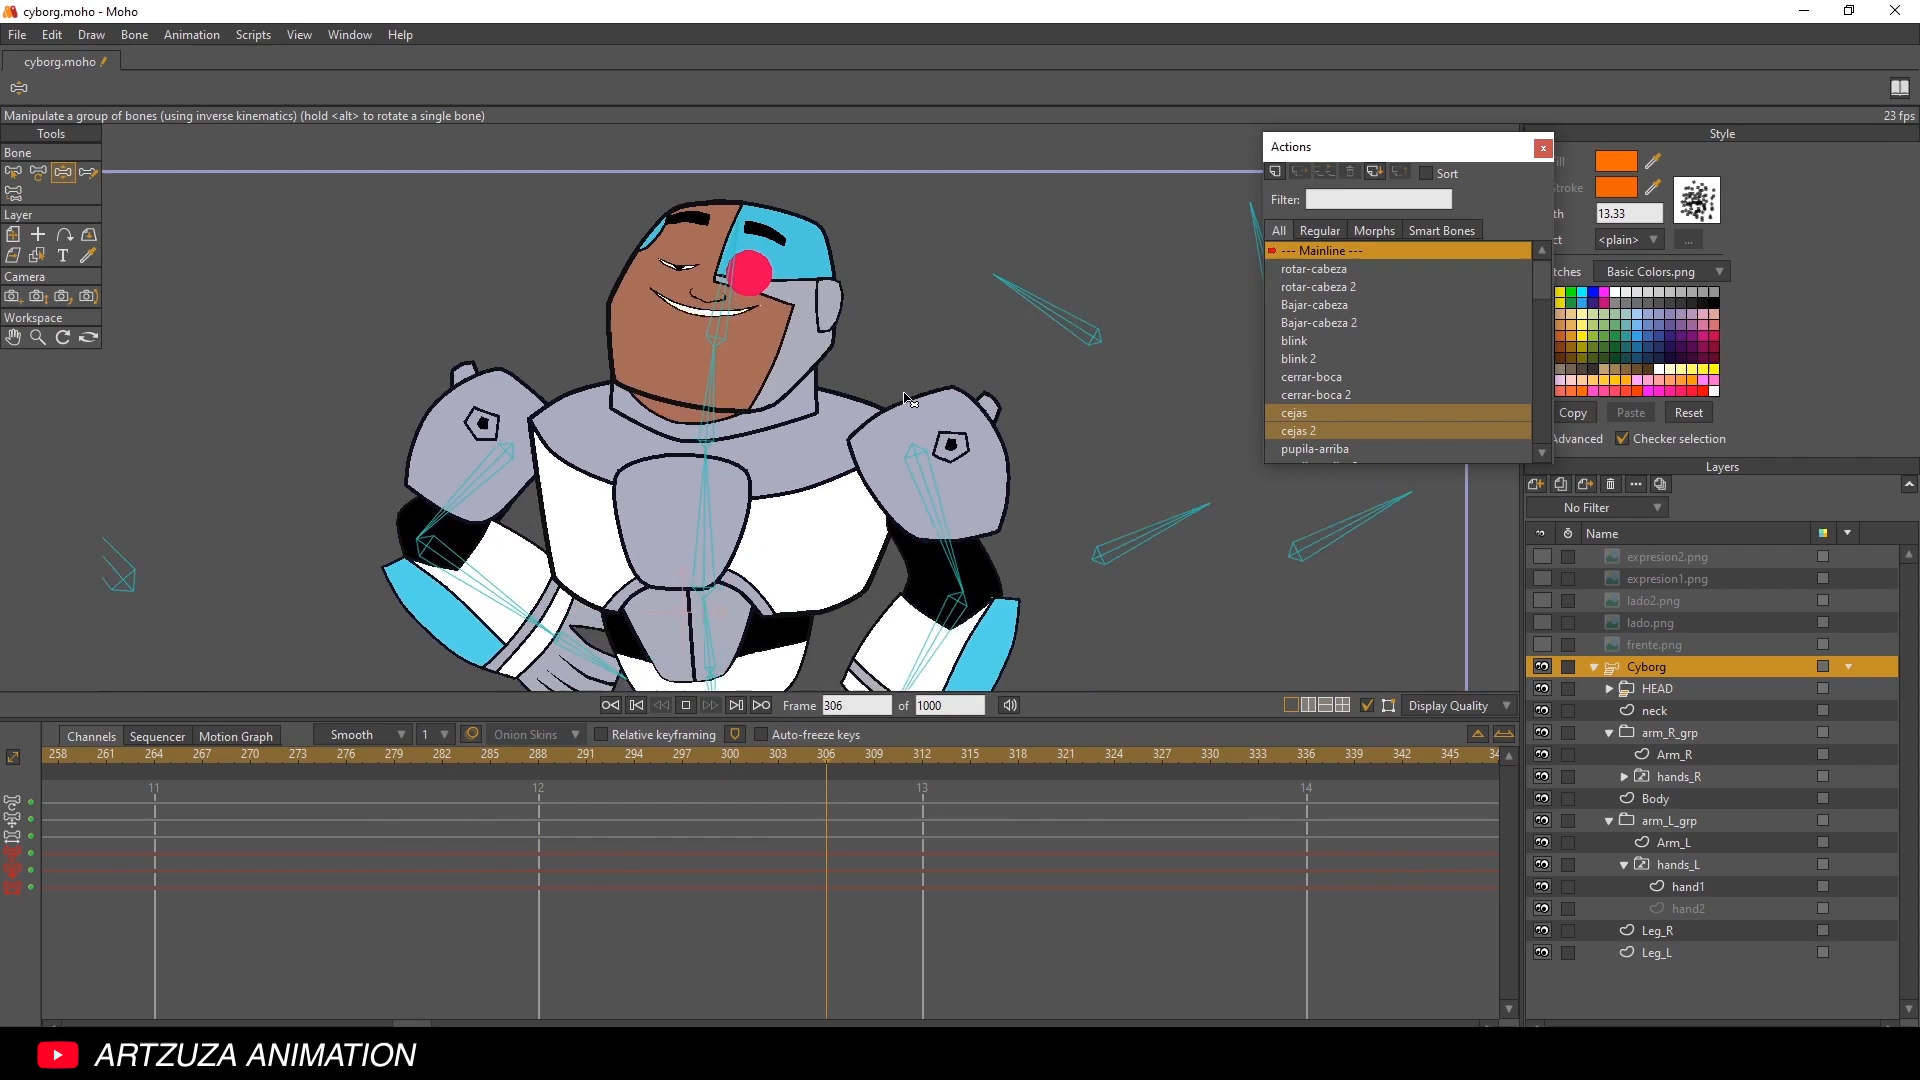 cyborg.moho - Moho
File Edit Draw Bone Animation Scripts View Window Help
cyborg.moho
Manipulate a group of bones (using inverse kinematics) (hold <alt> to rotate a single bone)
23 fps
Tools
Bone
Layer
Camera
Workspace
Actions
Sort
Filter:
All Regular Morphs Smart Bones
--- Mainline ---
rotar-cabeza
rotar-cabeza 2
Bajar-cabeza
Bajar-cabeza 2
blink
blink 2
cerrar-boca
cerrar-boca 2
cejas
cejas 2
pupila-arriba
Style
ill
stroke
th 13.33
ct <plain> ...
tches Basic Colors.png
Copy Paste Reset
Advanced Checker selection
Layers
No Filter
Name
expresion2.png
expresion1.png
lado2.png
lado.png
frente.png
Cyborg
HEAD
neck
arm_R_grp
Arm_R
hands_R
Body
arm_L_grp
Arm_L
hands_L
hand1
hand2
Leg_R
Leg_L
Frame 306 of 1000
Display Quality
Channels Sequencer Motion Graph Smooth 1 Onion Skins Relative keyframing Auto-freeze keys
258 261 264 267 270 273 276 279 282 285 288 291 294 297 300 303 306 309 312 315 318 321 324 327 330 333 336 339 342 345 34
11 12 13 14
ARTZUZA ANIMATION